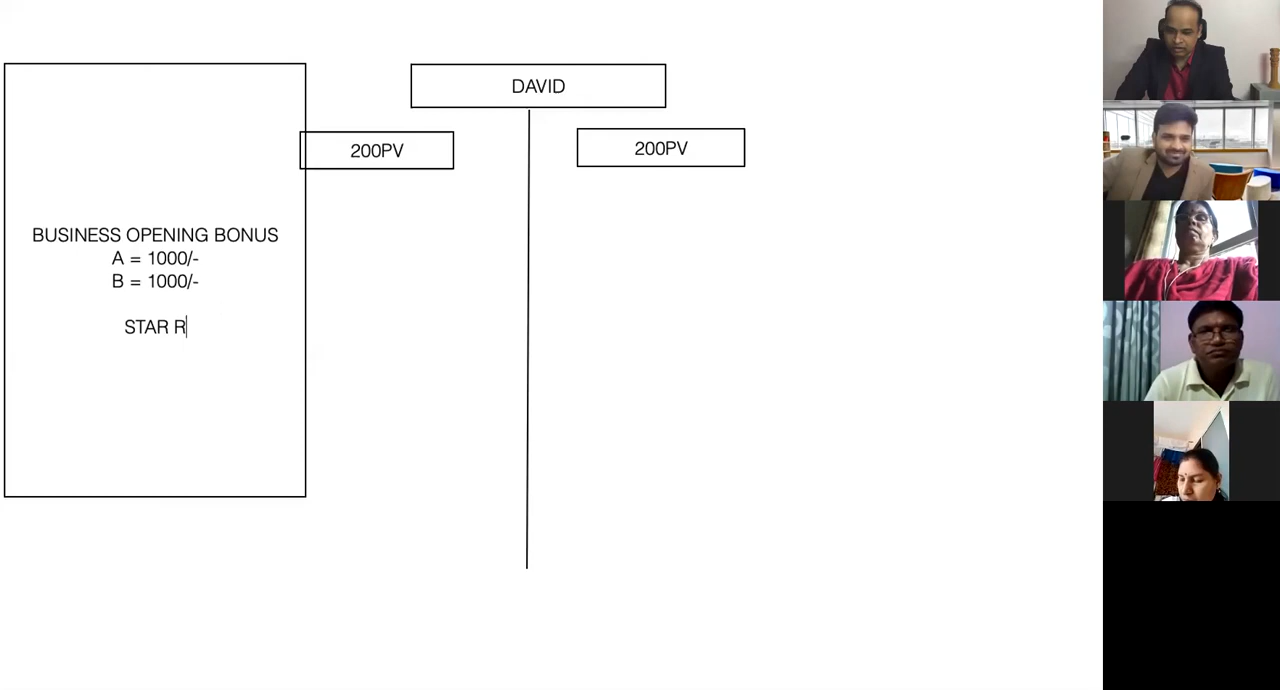 DAVID
200PV
200PV
BUSINESS OPENING BONUS
A = 1000/-
B = 1000/-
STAR R